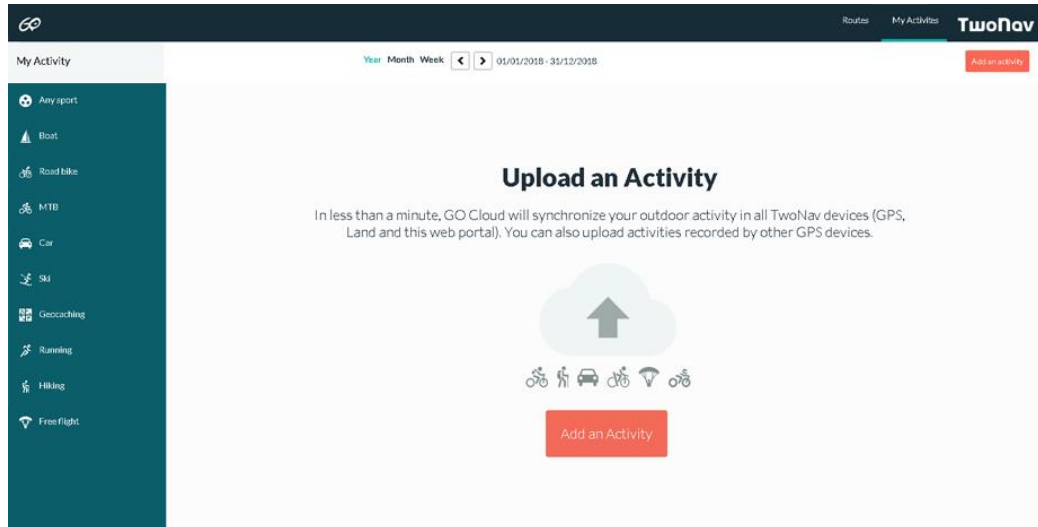 GO
Routes
My Activites
TwoNav
My Activity
Year Month Week 01/01/2018 - 31/12/2018
Add an activity
Any sport
Boat
Road bike
MTB
Car
Ski
Geocaching
Running
Hiking
Free flight
Upload an Activity
In less than a minute, GO Cloud will synchronize your outdoor activity in all TwoNav devices (GPS,
Land and this web portal). You can also upload activities recorded by other GPS devices.
Add an Activity